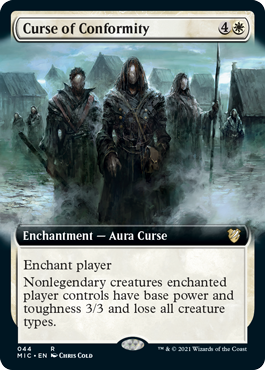 Curse of Conformity 4
Enchantment — Aura Curse
Enchant player
Nonlegendary creatures enchanted
player controls have base power and
toughness 3/3 and lose all creature
types.
044 R
MIC • EN Chris Cold
™ & © 2021 Wizards of the Coast